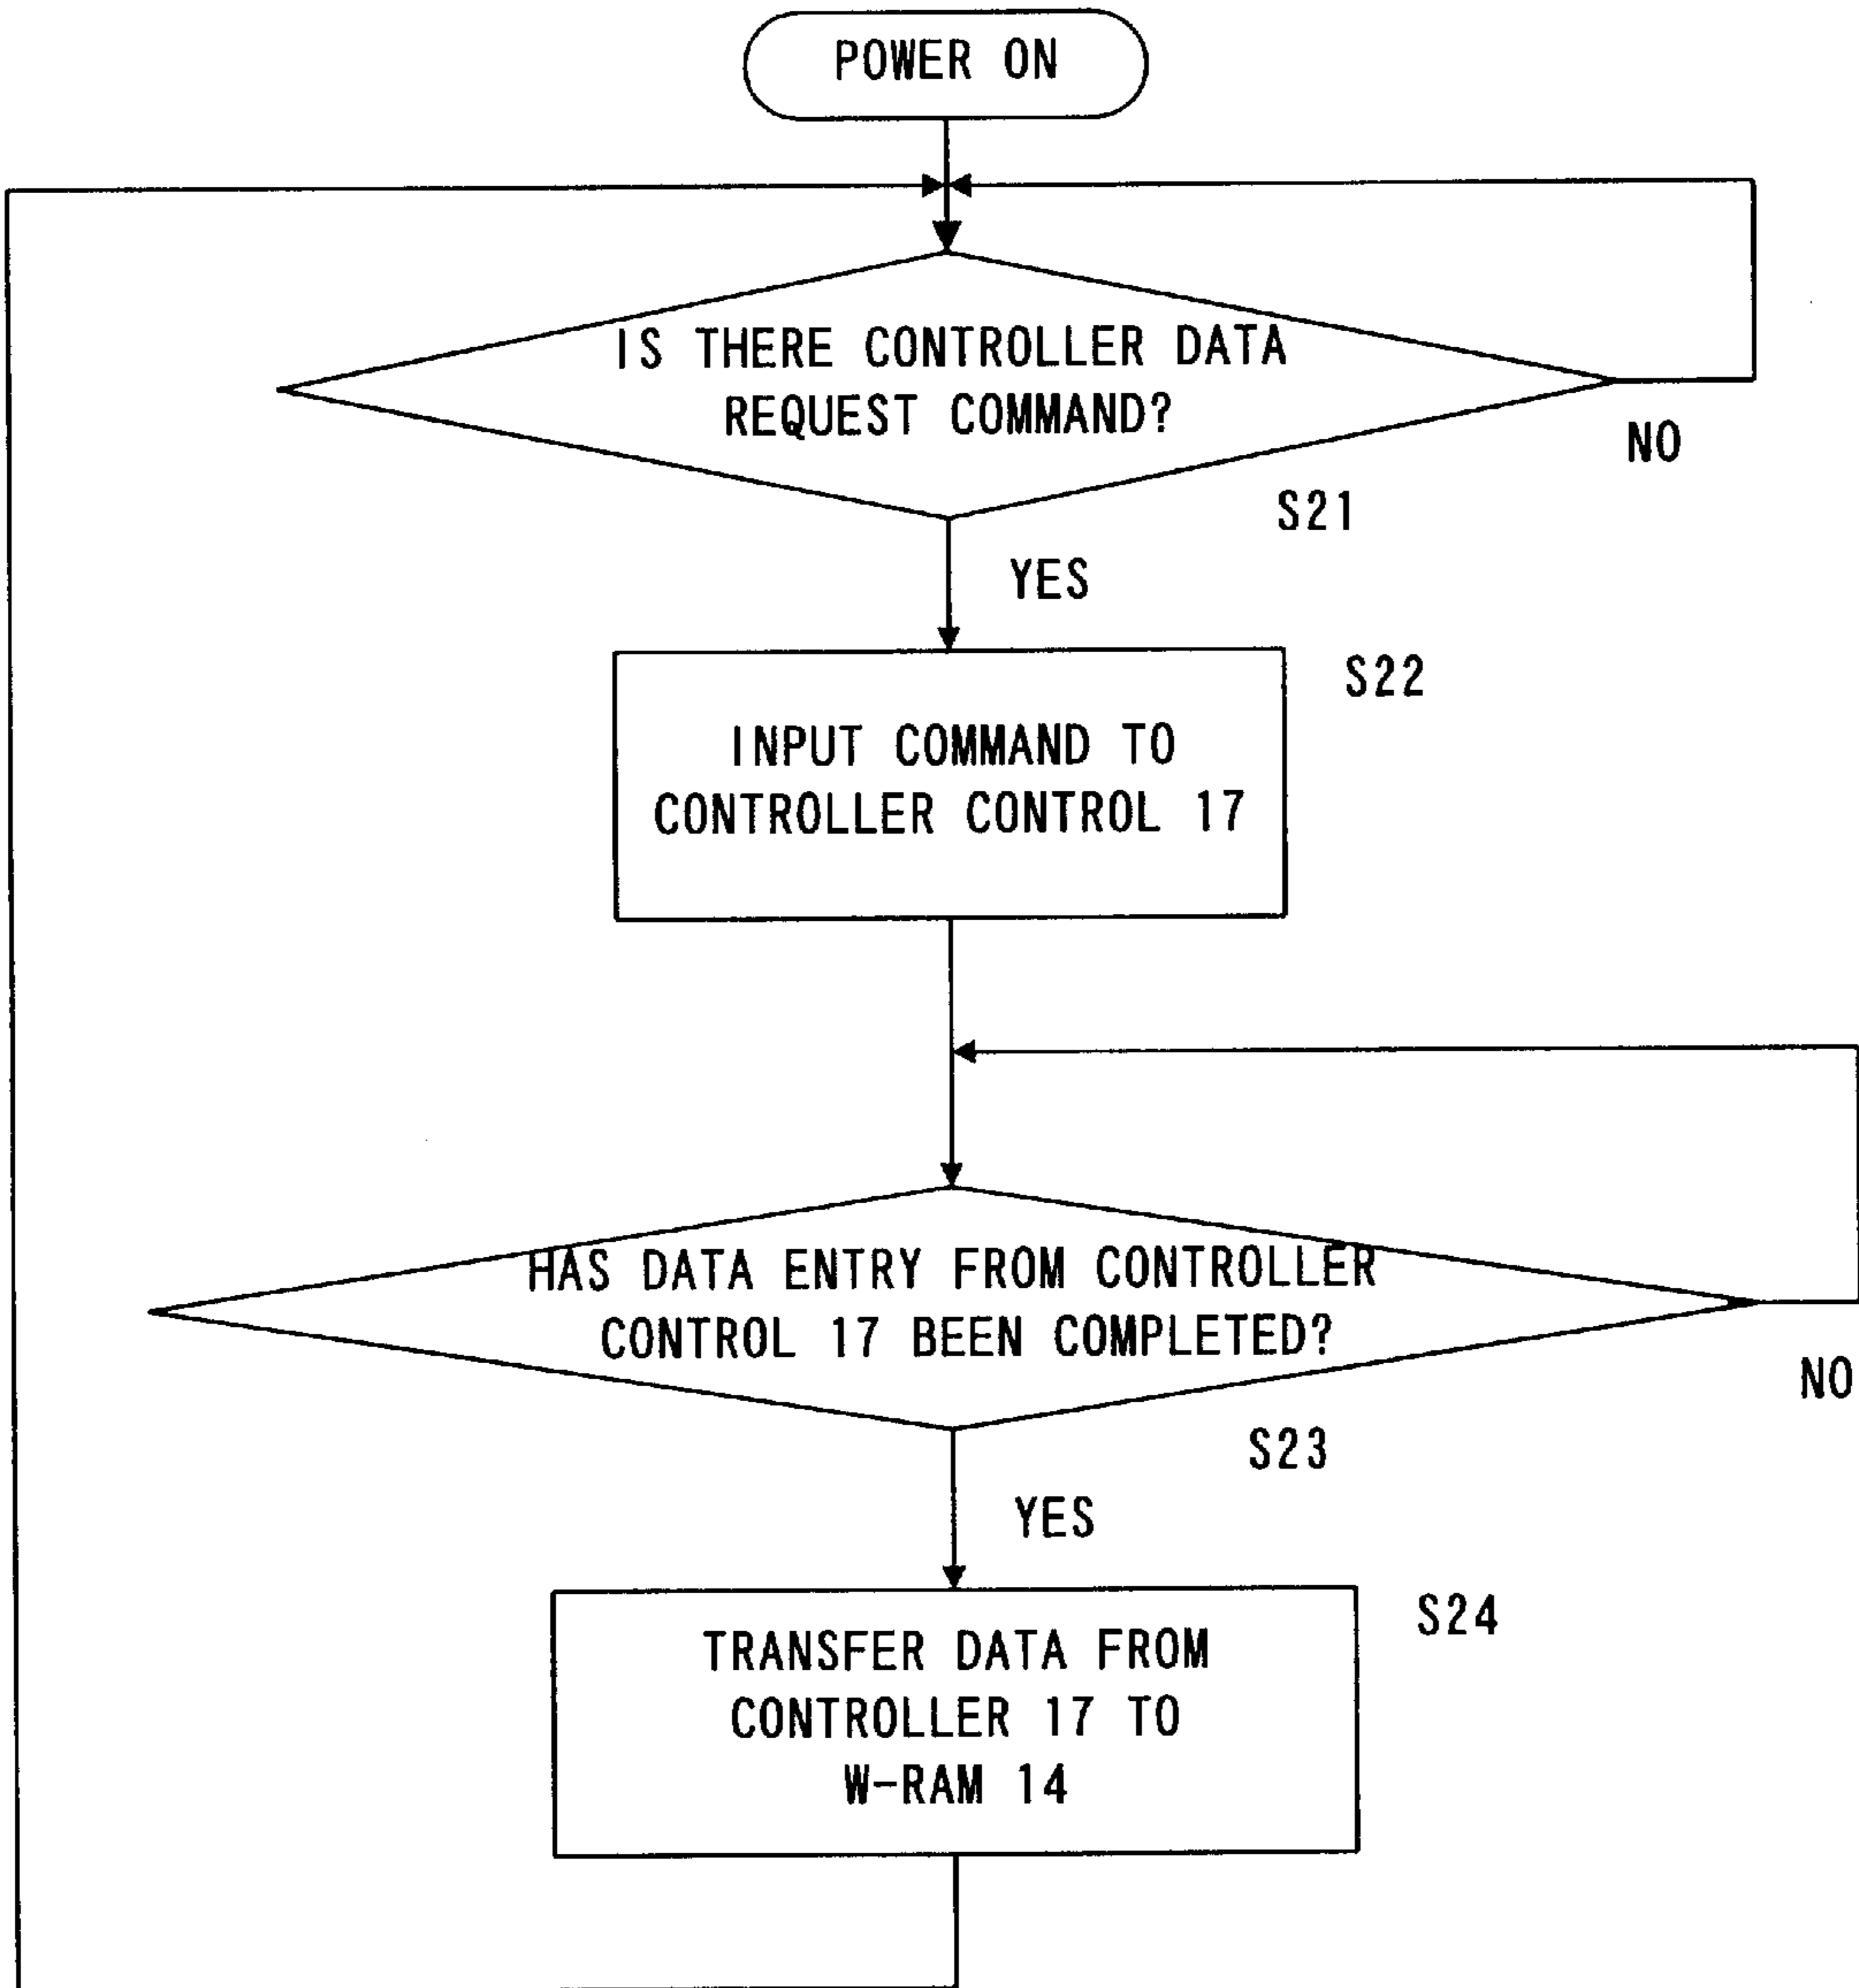 POWER ON
IS THERE CONTROLLER DATA
REQUEST COMMAND?
NO
S21
YES
S22
INPUT COMMAND TO
CONTROLLER CONTROL 17
HAS DATA ENTRY FROM CONTROLLER
CONTROL 17 BEEN COMPLETED?
NO
S23
YES
S24
TRANSFER DATA FROM
CONTROLLER 17 TO
W-RAM 14